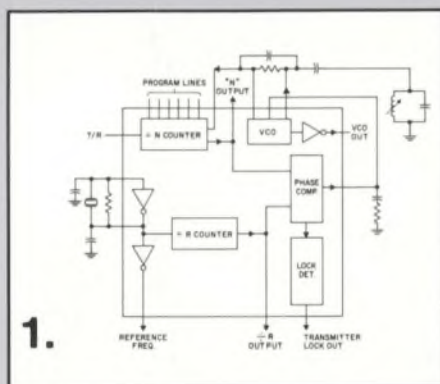 PROGRAM LINES
"N" OUTPUT
T/R
÷ N COUNTER
VCO
VCO OUT
PHASE COMP
÷ R COUNTER
LOCK DET
1.
REFERENCE FREQ.
÷R OUTPUT
TRANSMITTER LOCK OUT